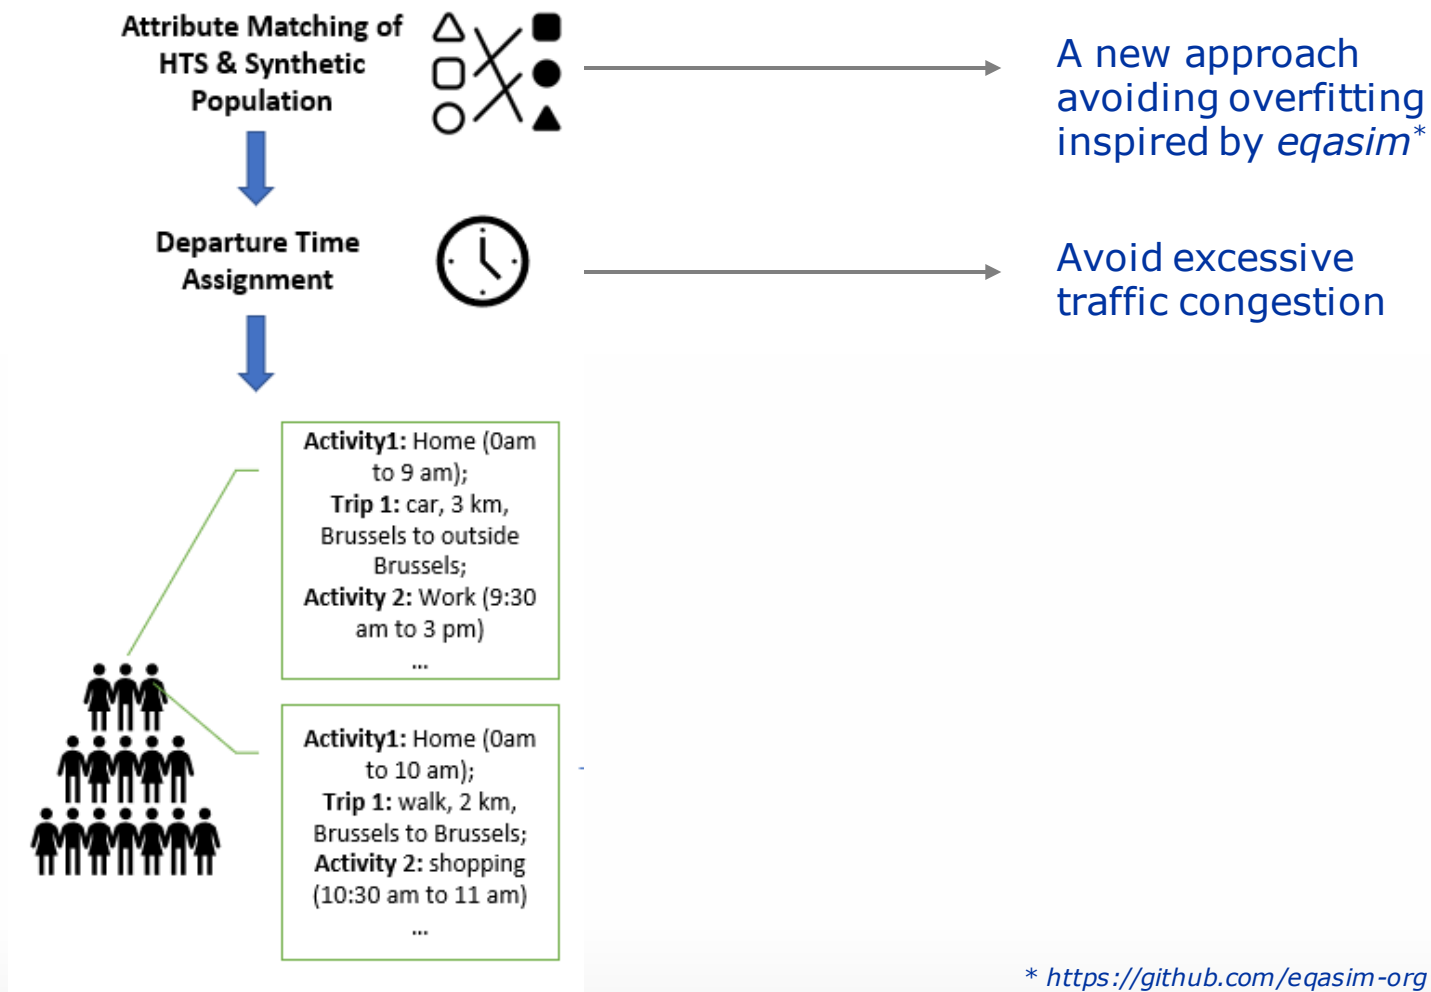 Attribute Matching of
HTS & Synthetic
Population
A new approach
avoiding overfitting
inspired by eqasim*
Departure Time
Assignment
Avoid excessive
traffic congestion
Activity1: Home (0am
to 9 am);
Trip 1: car, 3 km,
Brussels to outside
Brussels;
Activity 2: Work (9:30
am to 3 pm)
...
Activity1: Home (0am
to 10 am);
Trip 1: walk, 2 km,
Brussels to Brussels;
Activity 2: shopping
(10:30 am to 11 am)
...
* https://github.com/eqasim-org